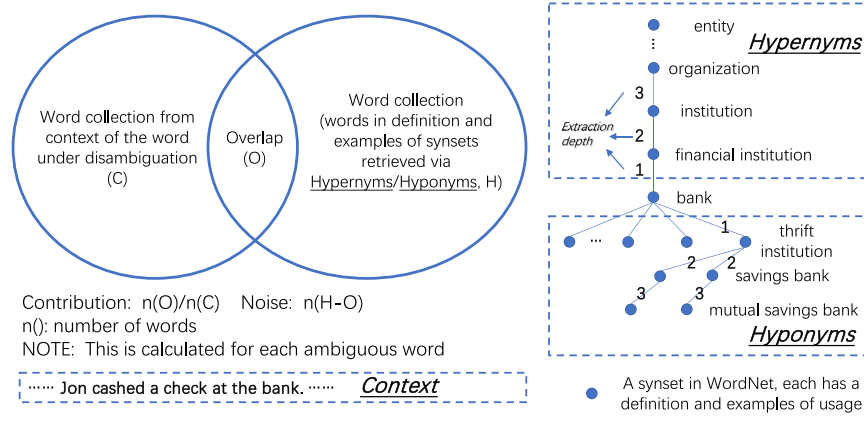 Word collection from
context of the word
under disambiguation
(C)
Overlap
(O)
Word collection
(words in definition and
examples of synsets
retrieved via
Hypernyms/Hyponyms, H)
Contribution: n(O)/n(C) Noise: n(H-O)
n(): number of words
NOTE: This is calculated for each ambiguous word
…… Jon cashed a check at the bank. …… Context
entity
Hypernyms
…
organization
3
institution
Extraction
depth
2
financial institution
1
bank
1
…
thrift
institution
2
2
savings bank
3
3
mutual savings bank
Hyponyms
A synset in WordNet, each has a
definition and examples of usage